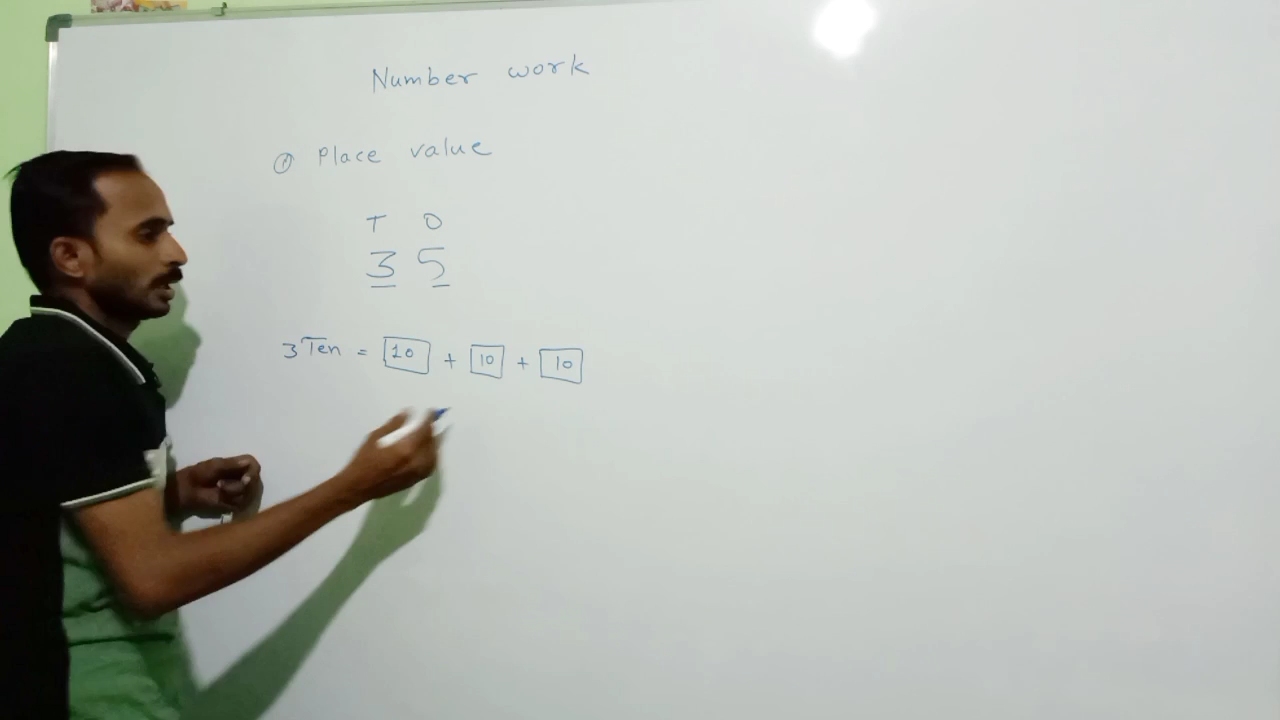 Number work
① Place value
T O
3 5
3 Ten = 10 + 10 + 10